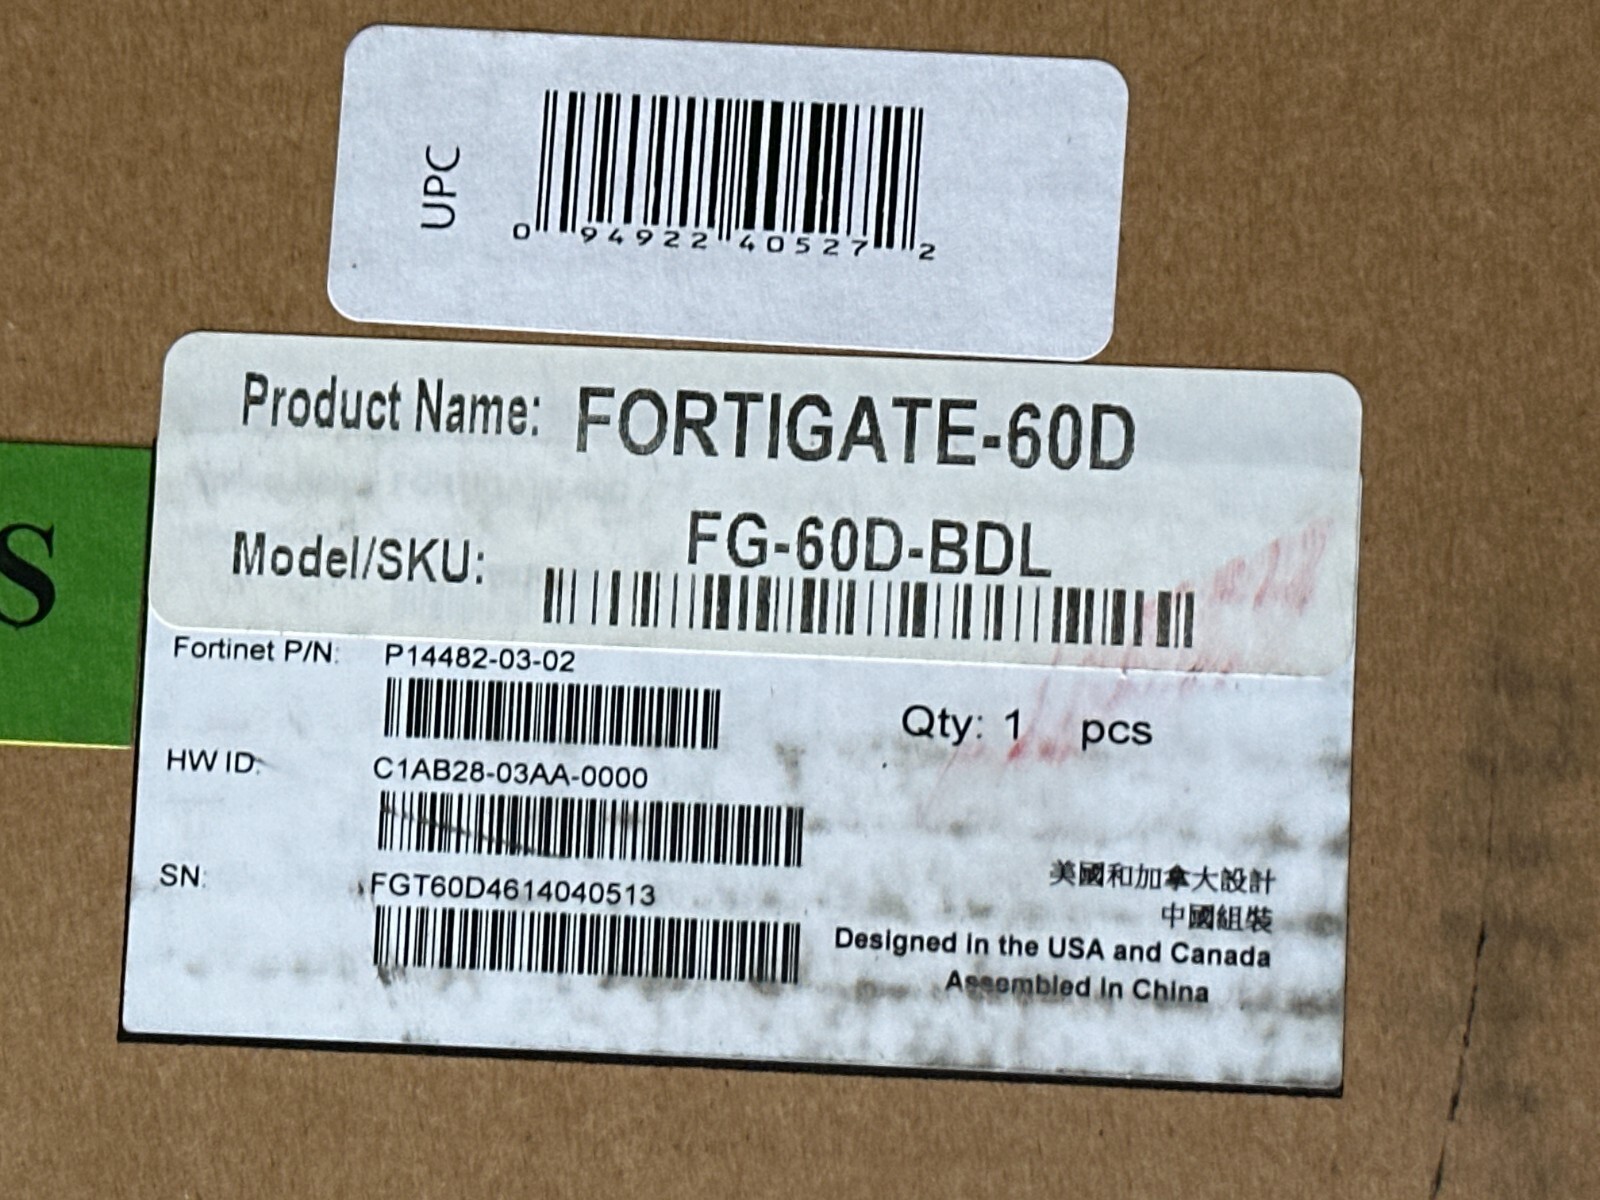 UPC
0 94922 40527 2
Product Name: FORTIGATE-60D
Model/SKU: FG-60D-BDL
Fortinet P/N: P14482-03-02
Qty: 1 pcs
HW ID: C1AB28-03AA-0000
SN: FGT60D4614040513
美國和加拿大設計
中國組裝
Designed in the USA and Canada
Assembled in China
S